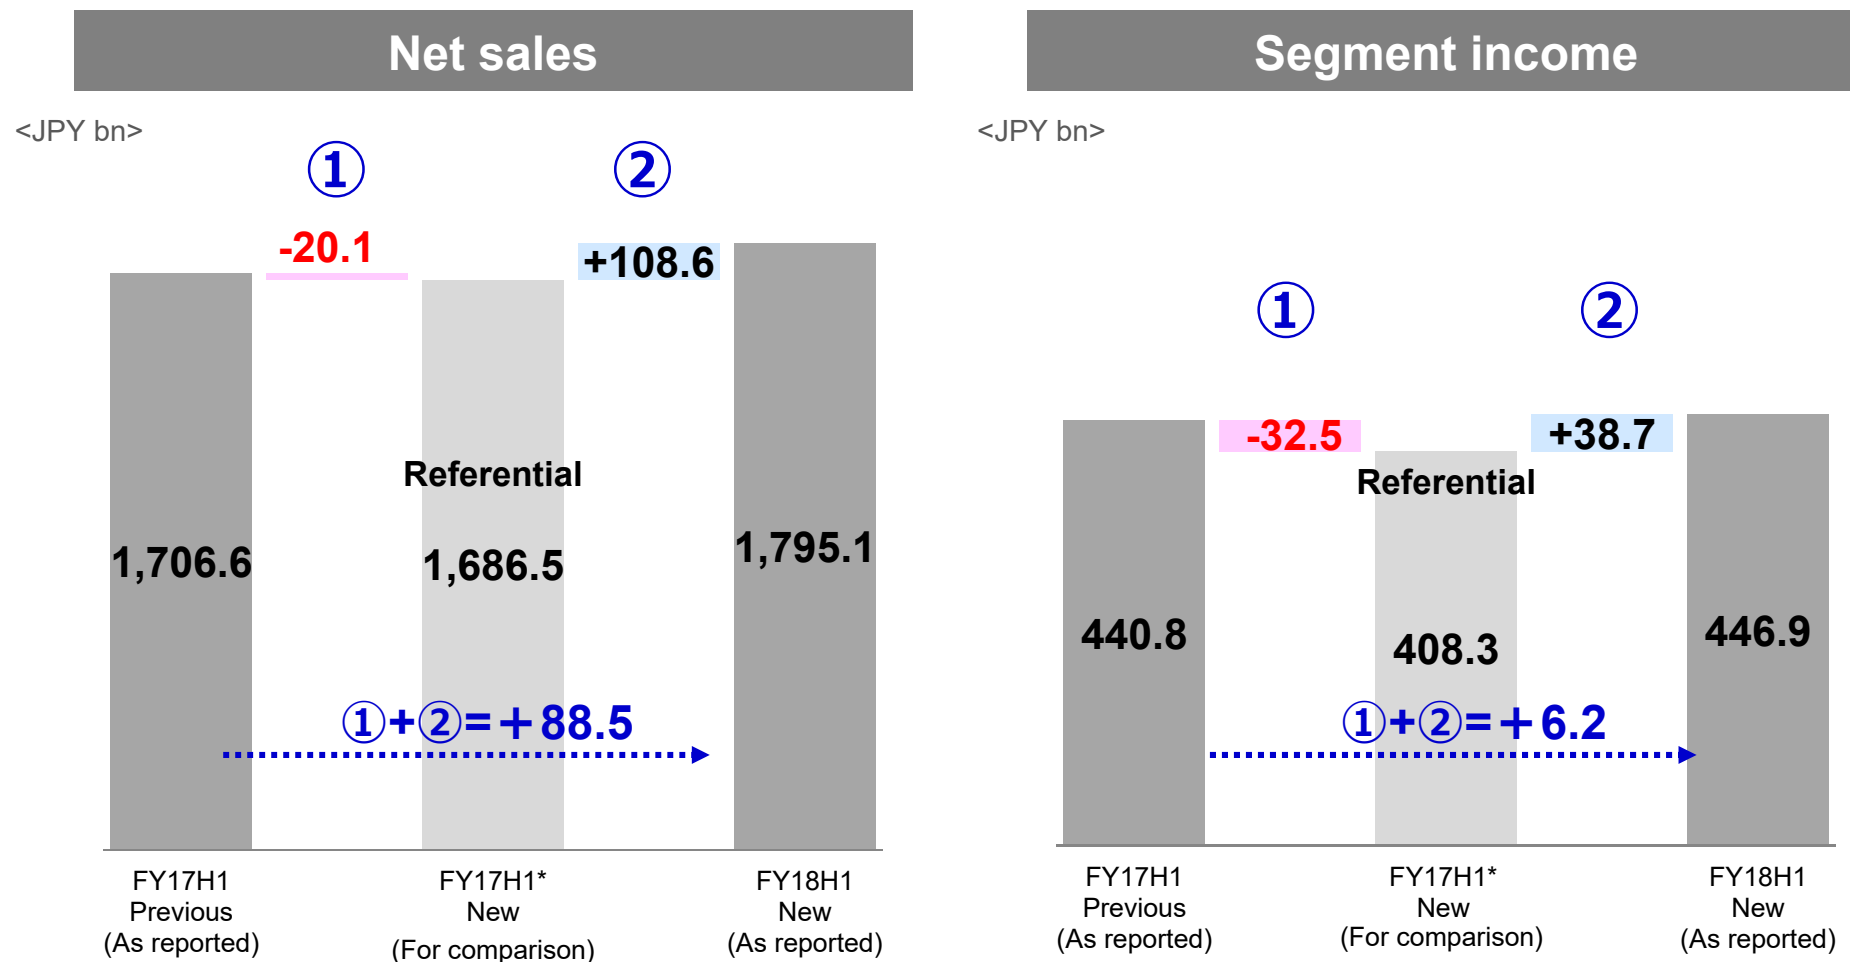 Net sales
<JPY bn>
① ②
-20.1
+108.6
Referential
1,706.6
1,686.5
1,795.1
①+②=＋88.5
FY17H1
Previous
(As reported)
FY17H1*
New
(For comparison)
FY18H1
New
(As reported)
Segment income
<JPY bn>
① ②
-32.5
+38.7
Referential
440.8
408.3
446.9
①+②=＋6.2
FY17H1
Previous
(As reported)
FY17H1*
New
(For comparison)
FY18H1
New
(As reported)